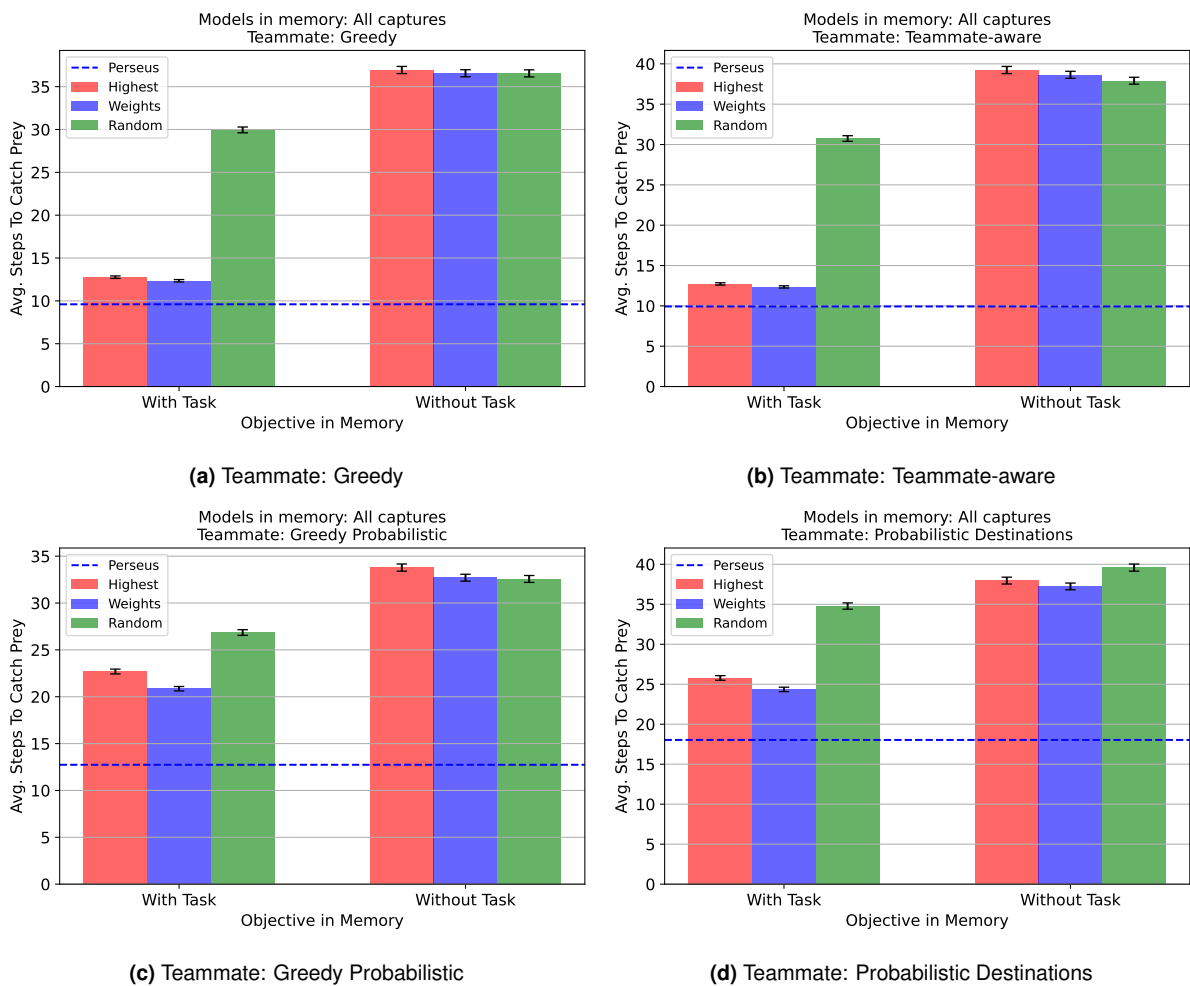 Models in memory: All captures
Teammate: Greedy
Perseus
Highest
Weights
Random
Avg. Steps To Catch Prey
35
30
25
20
15
10
5
0
With Task
Without Task
Objective in Memory
(a) Teammate: Greedy
Models in memory: All captures
Teammate: Teammate-aware
Perseus
Highest
Weights
Random
Avg. Steps To Catch Prey
40
35
30
25
20
15
10
5
0
With Task
Without Task
Objective in Memory
(b) Teammate: Teammate-aware
Models in memory: All captures
Teammate: Greedy Probabilistic
Perseus
Highest
Weights
Random
Avg. Steps To Catch Prey
35
30
25
20
15
10
5
0
With Task
Without Task
Objective in Memory
(c) Teammate: Greedy Probabilistic
Models in memory: All captures
Teammate: Probabilistic Destinations
Perseus
Highest
Weights
Random
Avg. Steps To Catch Prey
40
35
30
25
20
15
10
5
0
With Task
Without Task
Objective in Memory
(d) Teammate: Probabilistic Destinations